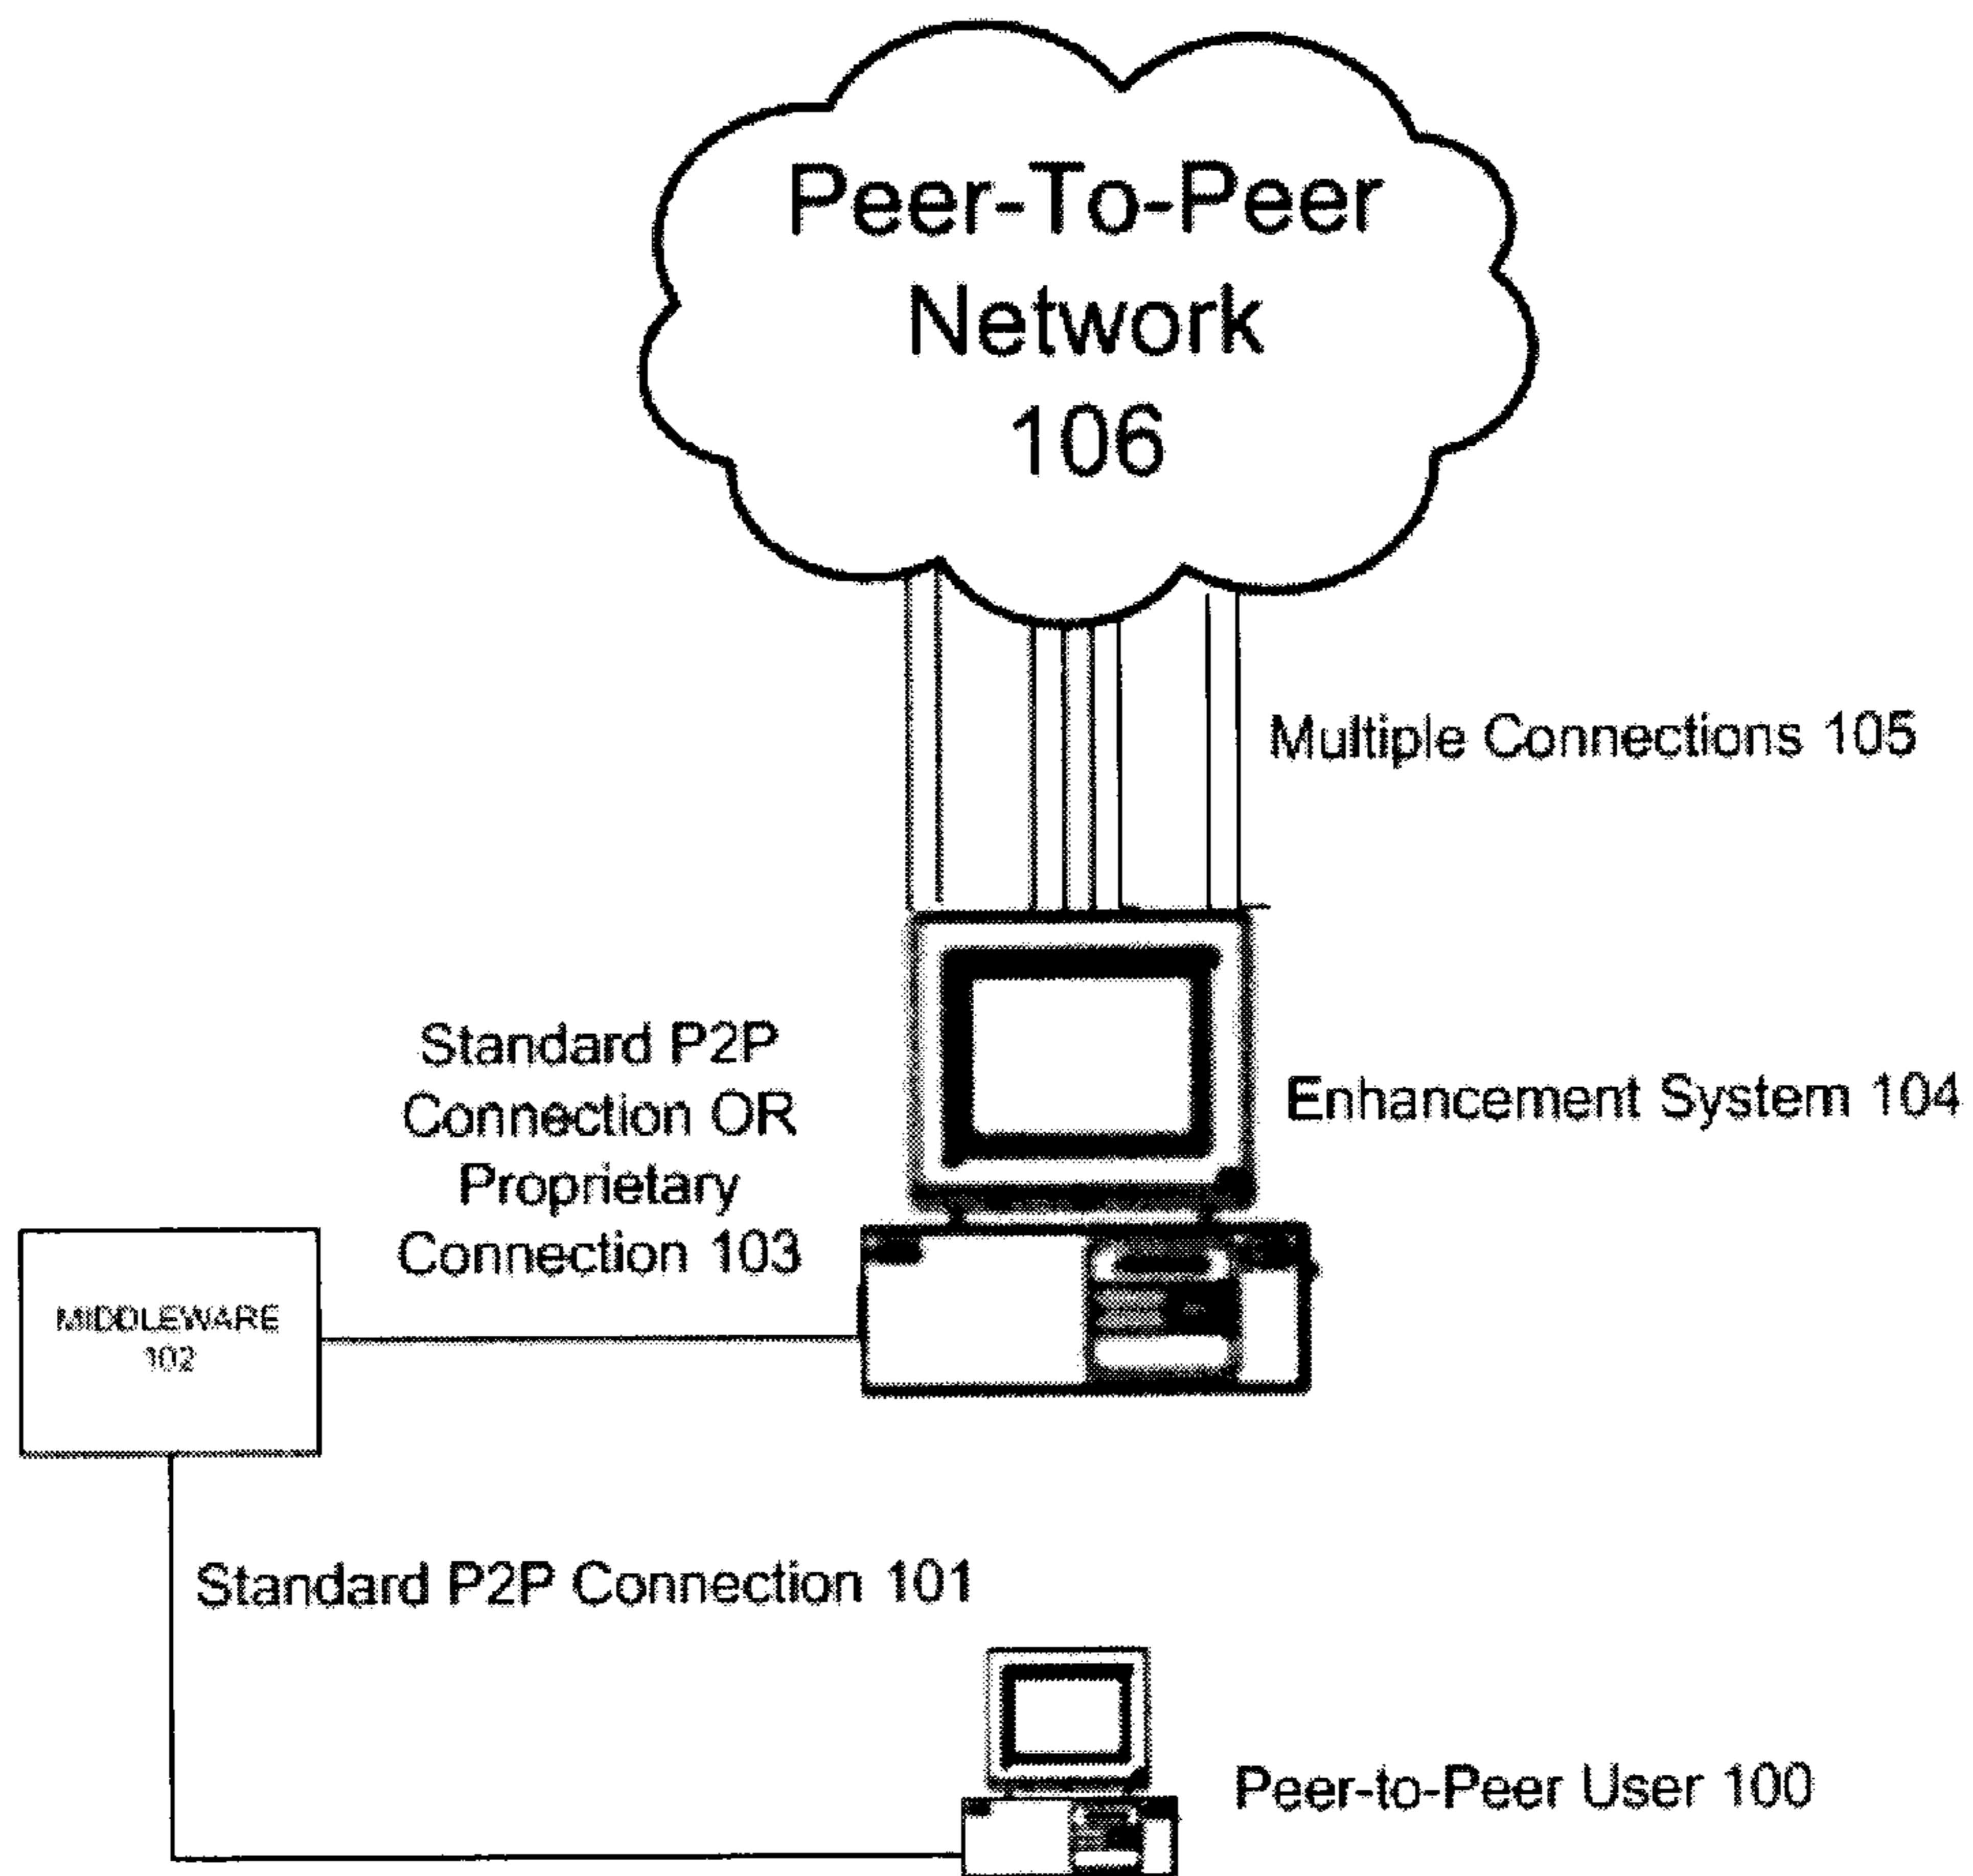 Peer-To-Peer
Network
106
Multiple Connections 105
Standard P2P
Connection OR
Proprietary
Connection 103
Enhancement System 104
MIDDLEWARE
102
Standard P2P Connection 101
Peer-to-Peer User 100